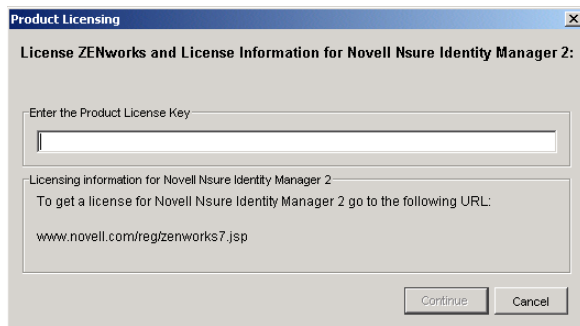 Product Licensing
License ZENworks and License Information for Novell Nsure Identity Manager 2:
Enter the Product License Key
Licensing information for Novell Nsure Identity Manager 2
To get a license for Novell Nsure Identity Manager 2 go to the following URL:
www.novell.com/reg/zenworks7.jsp
Continue
Cancel